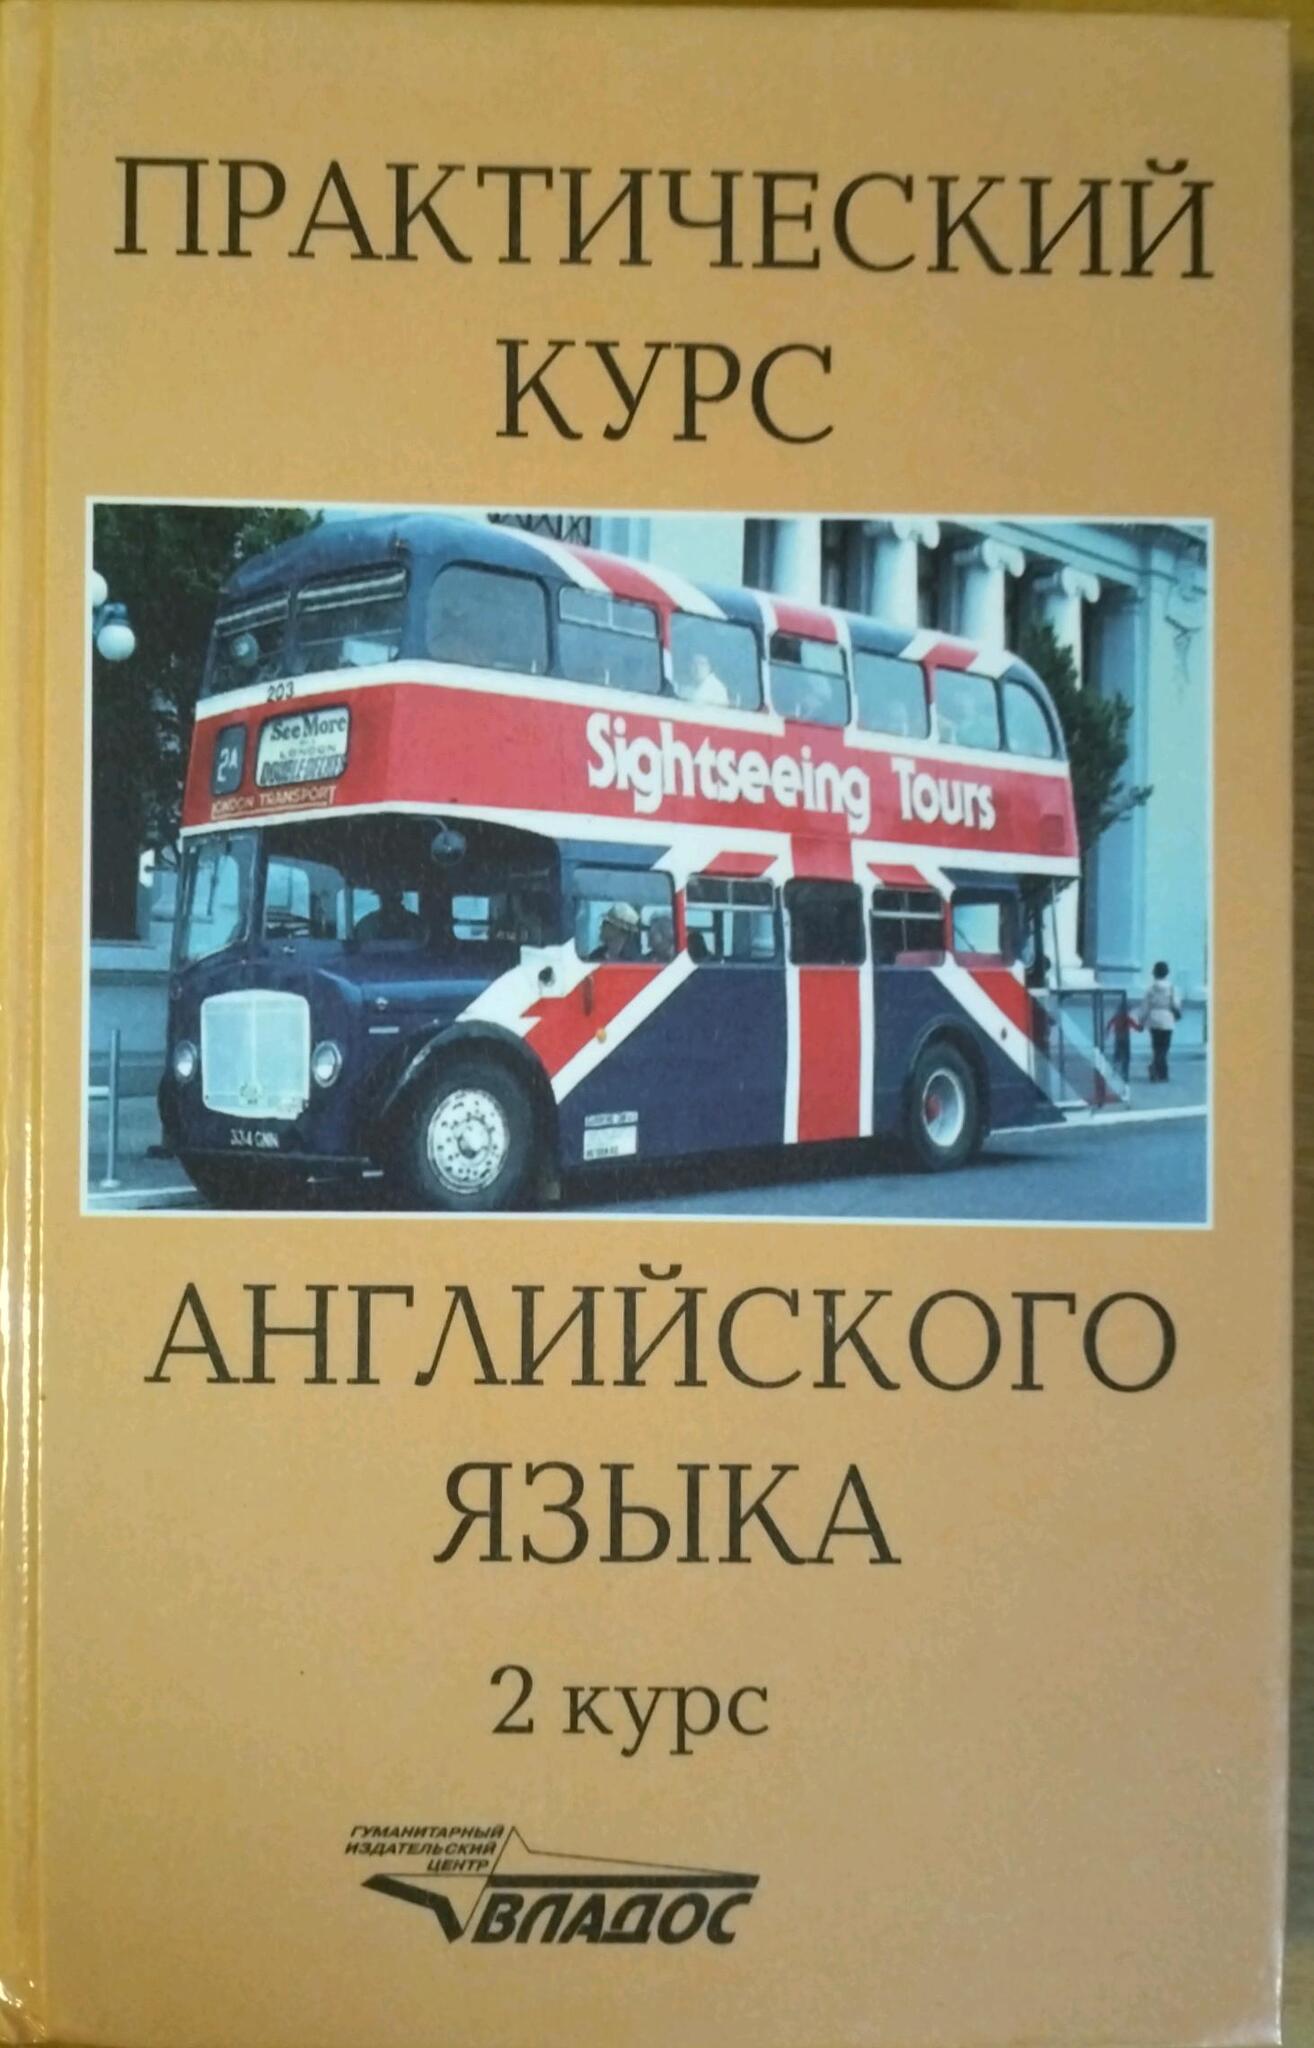 ПРАКТИЧЕСКИЙ
КУРС
203
2A
See More
LONDON
DOUBLE-DECKER
LONDON TRANSPORT
Sightseeing Tours
334 GNN
АНГЛИЙСКОГО
ЯЗЫКА
2 курс
ГУМАНИТАРНЫЙ
ИЗДАТЕЛЬСКИЙ
ЦЕНТР
ВЛАДОС